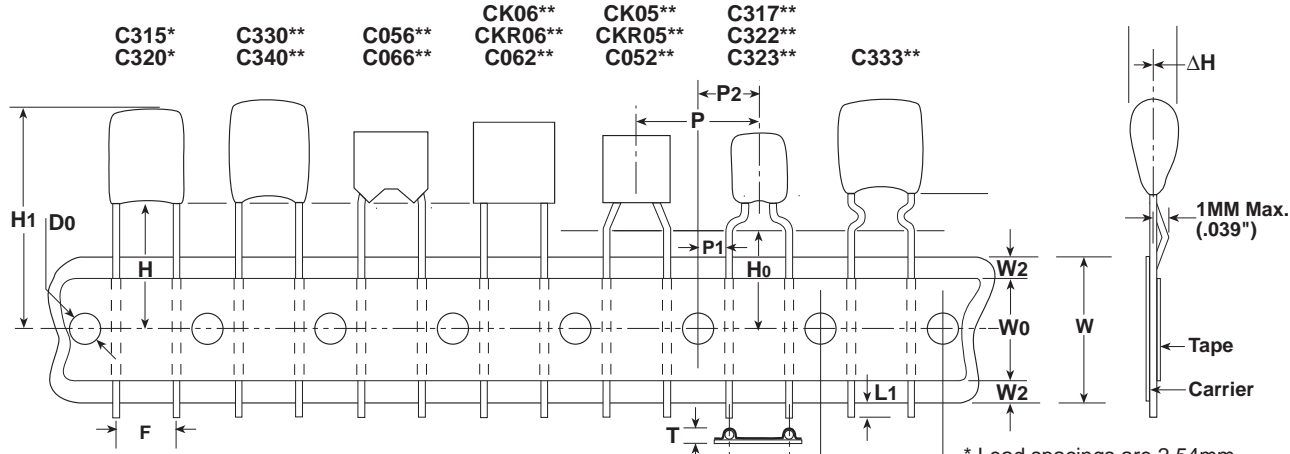 CK06** CK05** C317**
C315* C330** C056** CKR06** CKR05** C322**
C320* C340** C066** C062** C052** C323** C333**
ΔH
P2
P
H1
D0
1MM Max.
(.039")
H
P1
H0
W2
W0
W
Tape
W2
L1
Carrier
F
T
* Lead spacings are 2.54mm